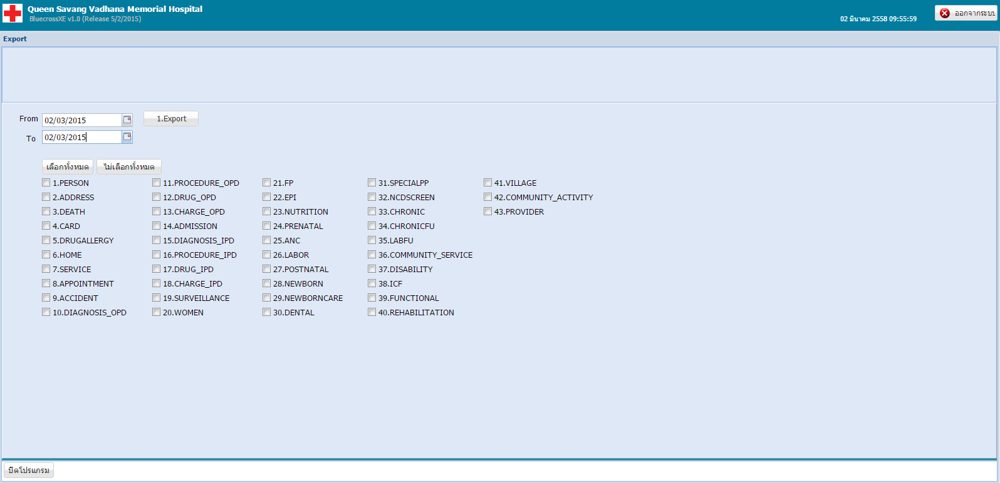 Queen Savang Vadhana Memorial Hospital
BluecrossXE v1.0 (Release 5/2/2015)
02 มีนาคม 2558 09:55:59
ออกจากระบบ
Export
From 02/03/2015 1.Export
To 02/03/2015
เลือกทั้งหมด ไม่เลือกทั้งหมด
1.PERSON 11.PROCEDURE_OPD 21.FP 31.SPECIALPP 41.VILLAGE
2.ADDRESS 12.DRUG_OPD 22.EPI 32.NCDSCREEN 42.COMMUNITY_ACTIVITY
3.DEATH 13.CHARGE_OPD 23.NUTRITION 33.CHRONIC 43.PROVIDER
4.CARD 14.ADMISSION 24.PRENATAL 34.CHRONICFU
5.DRUGALLERGY 15.DIAGNOSIS_IPD 25.ANC 35.LABFU
6.HOME 16.PROCEDURE_IPD 26.LABOR 36.COMMUNITY_SERVICE
7.SERVICE 17.DRUG_IPD 27.POSTNATAL 37.DISABILITY
8.APPOINTMENT 18.CHARGE_IPD 28.NEWBORN 38.ICF
9.ACCIDENT 19.SURVEILLANCE 29.NEWBORNCARE 39.FUNCTIONAL
10.DIAGNOSIS_OPD 20.WOMEN 30.DENTAL 40.REHABILITATION
ปิดโปรแกรม